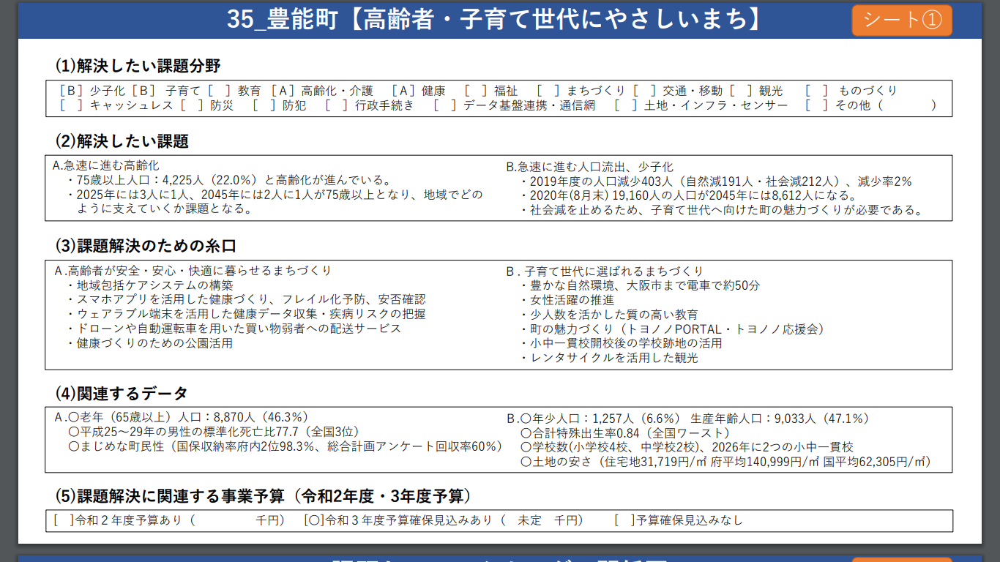 35_豊能町【高齢者・子育て世代にやさしいまち】
シート①
(1)解決したい課題分野
[B] 少子化 [B] 子育て [ ] 教育 [A] 高齢化・介護 [A] 健康 [ ] 福祉 [ ] まちづくり [ ] 交通・移動 [ ] 観光 [ ] ものづくり
[ ] キャッシュレス [ ] 防災 [ ] 防犯 [ ] 行政手続き [ ] データ基盤連携・通信網 [ ] 土地・インフラ・センサー [ ] その他（ ）
(2)解決したい課題
A.急速に進む高齢化
・75歳以上人口：4,225人（22.0％）と高齢化が進んでいる。
・2025年には3人に1人、2045年には2人に1人が75歳以上となり、地域でどの
ように支えていくか課題となる。
B.急速に進む人口流出、少子化
・2019年度の人口減少403人（自然減191人・社会減212人）、減少率2％
・2020年(8月末) 19,160人の人口が2045年には8,612人になる。
・社会減を止めるため、子育て世代へ向けた町の魅力づくりが必要である。
(3)課題解決のための糸口
A.高齢者が安全・安心・快適に暮らせるまちづくり
・地域包括ケアシステムの構築
・スマホアプリを活用した健康づくり、フレイル化予防、安否確認
・ウェアラブル端末を活用した健康データ収集・疾病リスクの把握
・ドローンや自動運転車を用いた買い物弱者への配送サービス
・健康づくりのための公園活用
B. 子育て世代に選ばれるまちづくり
・豊かな自然環境、大阪市まで電車で約50分
・女性活躍の推進
・少人数を活かした質の高い教育
・町の魅力づくり（トヨノノPORTAL・トヨノノ応援会）
・小中一貫校開校後の学校跡地の活用
・レンタサイクルを活用した観光
(4)関連するデータ
A.〇老年（65歳以上）人口：8,870人（46.3％）
〇平成25～29年の男性の標準化死亡比77.7（全国3位）
〇まじめな町民性（国保収納率府内2位98.3％、総合計画アンケート回収率60％）
B.〇年少人口：1,257人（6.6％） 生産年齢人口：9,033人（47.1％）
〇合計特殊出生率0.84（全国ワースト）
〇学校数(小学校4校、中学校2校)、2026年に2つの小中一貫校
〇土地の安さ（住宅地31,719円/㎡ 府平均140,999円/㎡ 国平均62,305円/㎡）
(5)課題解決に関連する事業予算（令和2年度・3年度予算）
[ ]令和２年度予算あり（ 千円） [〇]令和３年度予算確保見込みあり（ 未定 千円） [ ]予算確保見込みなし